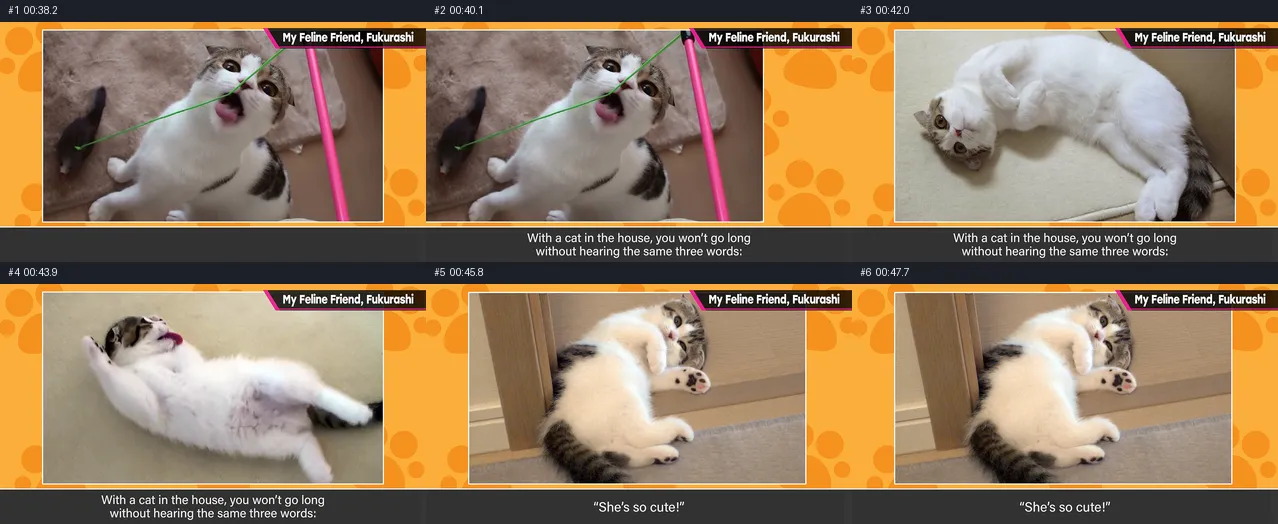 #1 00:38.2
My Feline Friend, Fukurashi
#2 00:40.1
My Feline Friend, Fukurashi
With a cat in the house, you won't go long
without hearing the same three words:
#3 00:42.0
My Feline Friend, Fukurashi
With a cat in the house, you won't go long
without hearing the same three words:
#4 00:43.9
My Feline Friend, Fukurashi
With a cat in the house, you won't go long
without hearing the same three words:
#5 00:45.8
My Feline Friend, Fukurashi
“She's so cute!”
#6 00:47.7
My Feline Friend, Fukurashi
“She's so cute!”